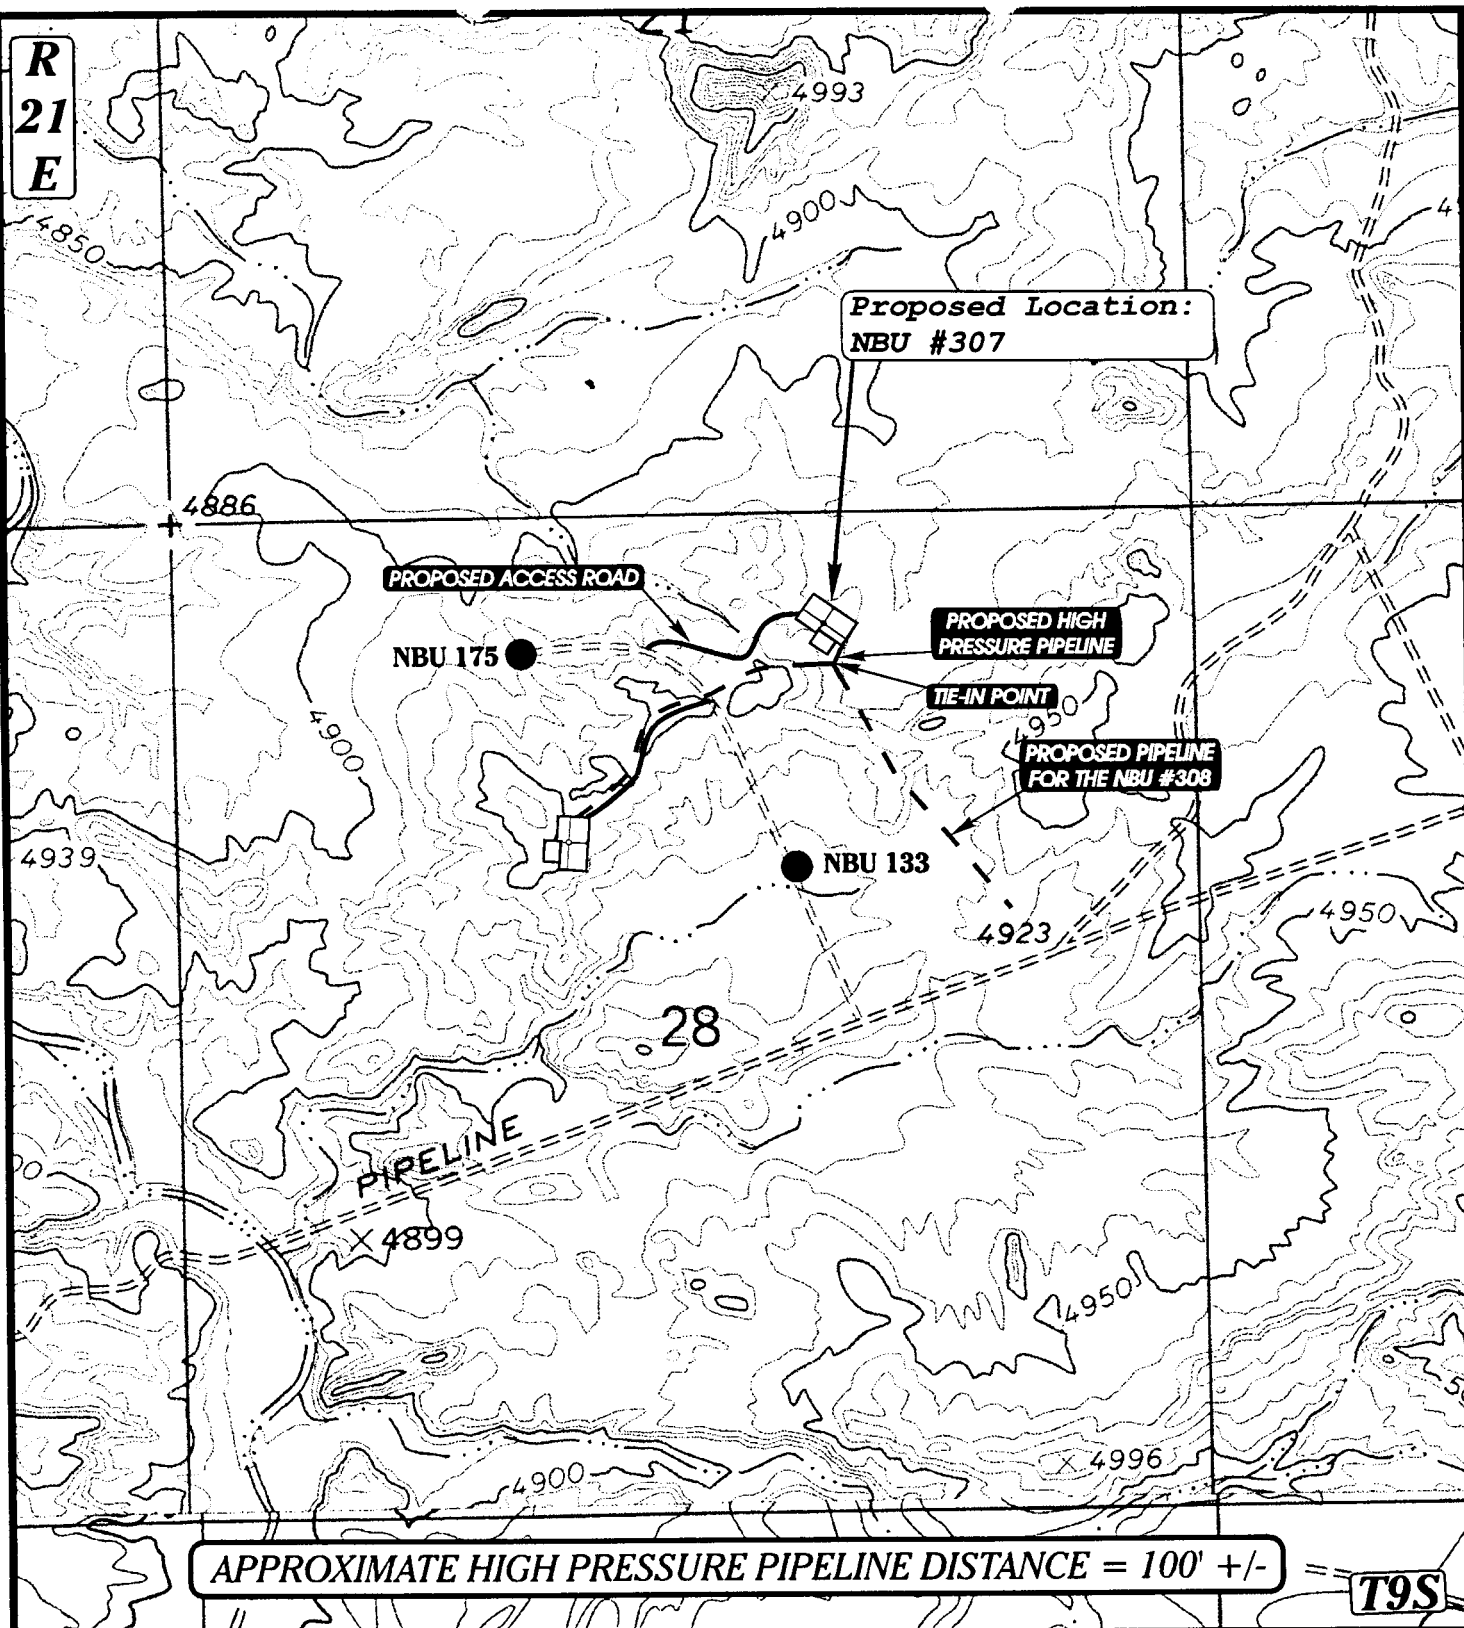 R
21
E
21
4993
4850
4900
Proposed Location:
NBU #307
4886
PROPOSED ACCESS ROAD
NBU 175
PROPOSED HIGH
PRESSURE PIPELINE
TIE-IN POINT
4950
4900
PROPOSED PIPELINE
FOR THE NBU #308
4939
NBU 133
4950
4923
28
PIPELINE
4899
4950
4996
4900
APPROXIMATE HIGH PRESSURE PIPELINE DISTANCE = 100' +/-
T9S